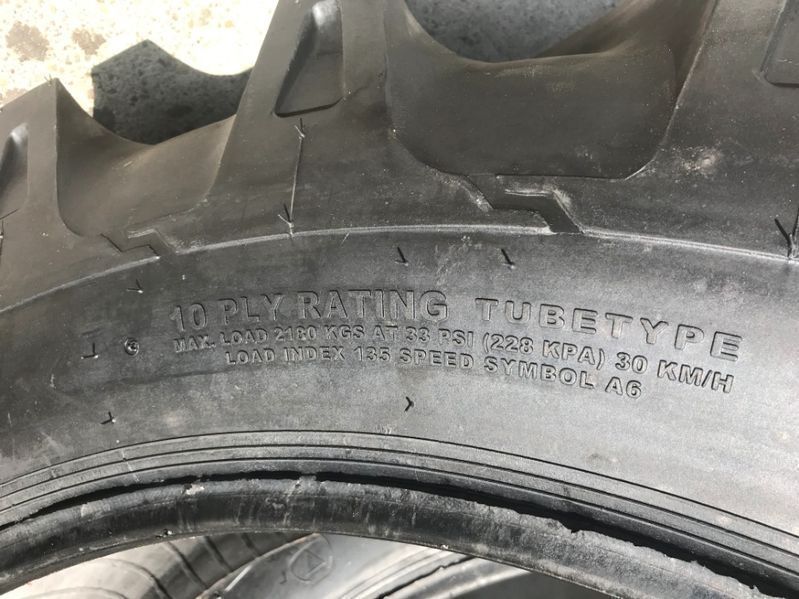 10 PLY RATING TUBETYPE
MAX. LOAD 2180 KGS AT 33 PSI (228 KPA) 30 KM/H
LOAD INDEX 135 SPEED SYMBOL A6